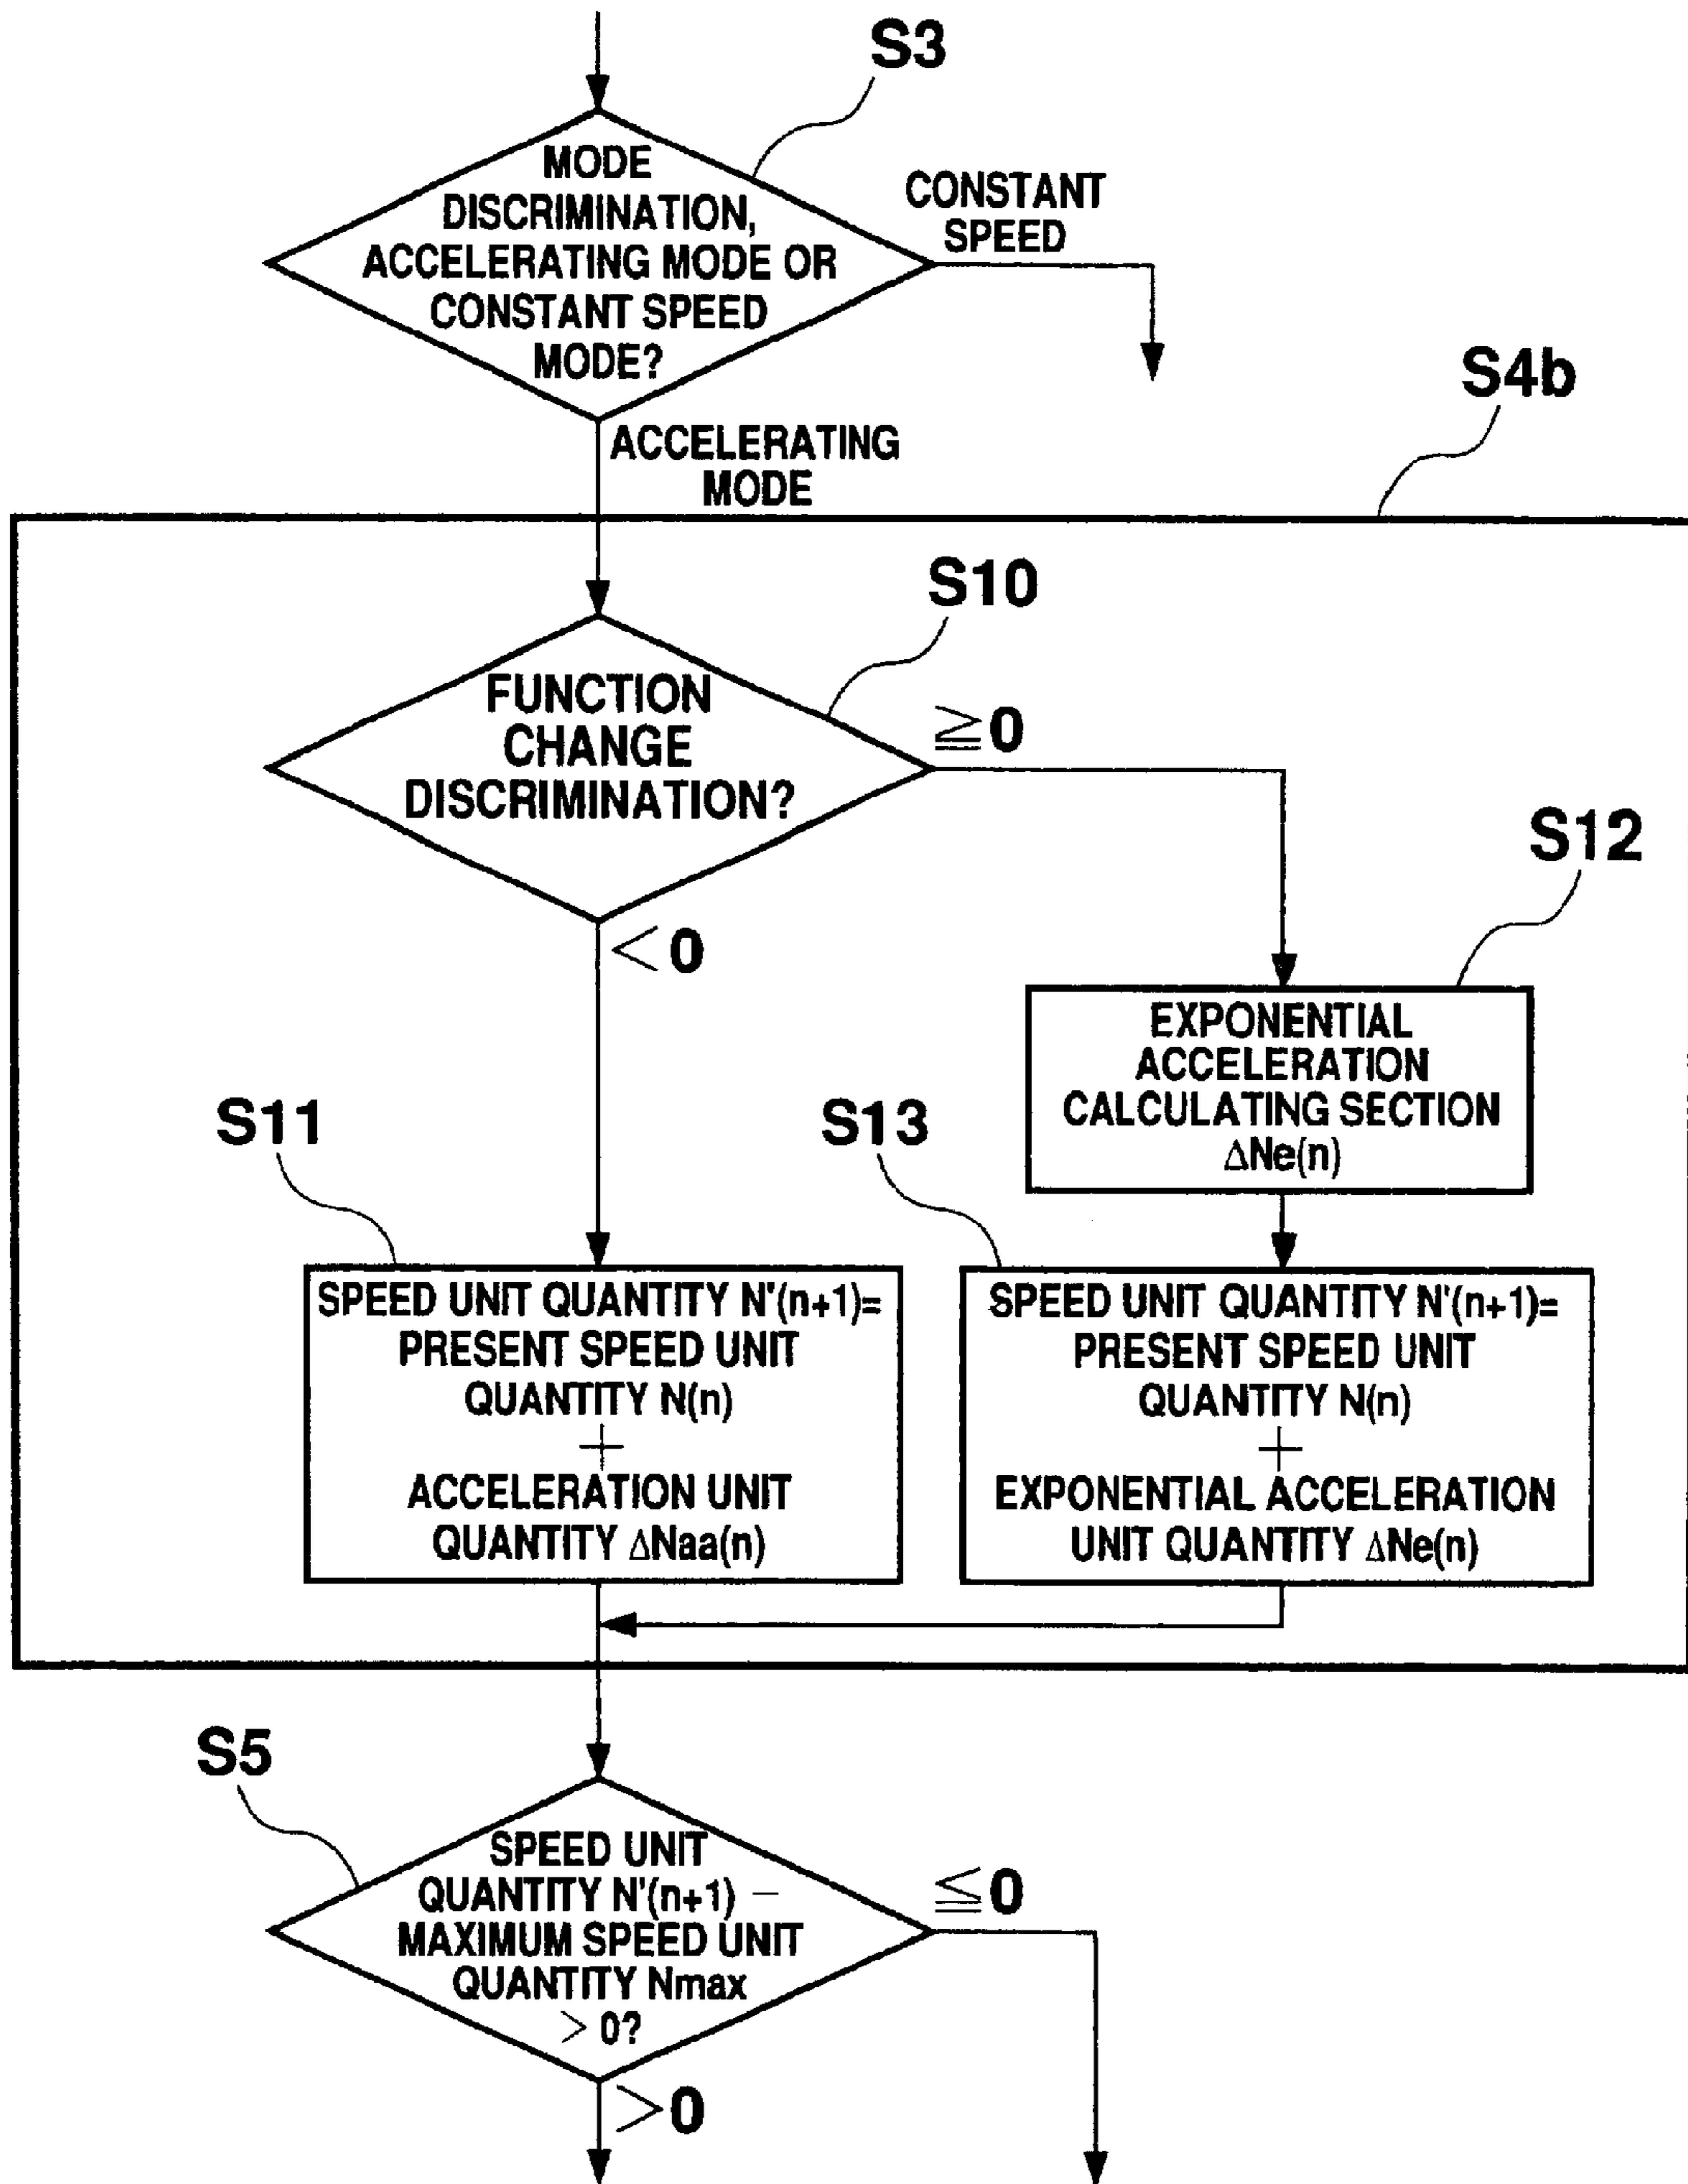 S3
MODE
DISCRIMINATION,
ACCELERATING MODE OR
CONSTANT SPEED
MODE?
CONSTANT
SPEED
ACCELERATING
MODE
S4b
S10
FUNCTION
CHANGE
DISCRIMINATION?
≧0
<0
S12
EXPONENTIAL
ACCELERATION
CALCULATING SECTION
ΔNe(n)
S11
SPEED UNIT QUANTITY N'(n+1)=
PRESENT SPEED UNIT
QUANTITY N(n)
+
ACCELERATION UNIT
QUANTITY ΔNaa(n)
S13
SPEED UNIT QUANTITY N'(n+1)=
PRESENT SPEED UNIT
QUANTITY N(n)
+
EXPONENTIAL ACCELERATION
UNIT QUANTITY ΔNe(n)
S5
SPEED UNIT
QUANTITY N'(n+1) −
MAXIMUM SPEED UNIT
QUANTITY Nmax
> 0?
≦0
>0